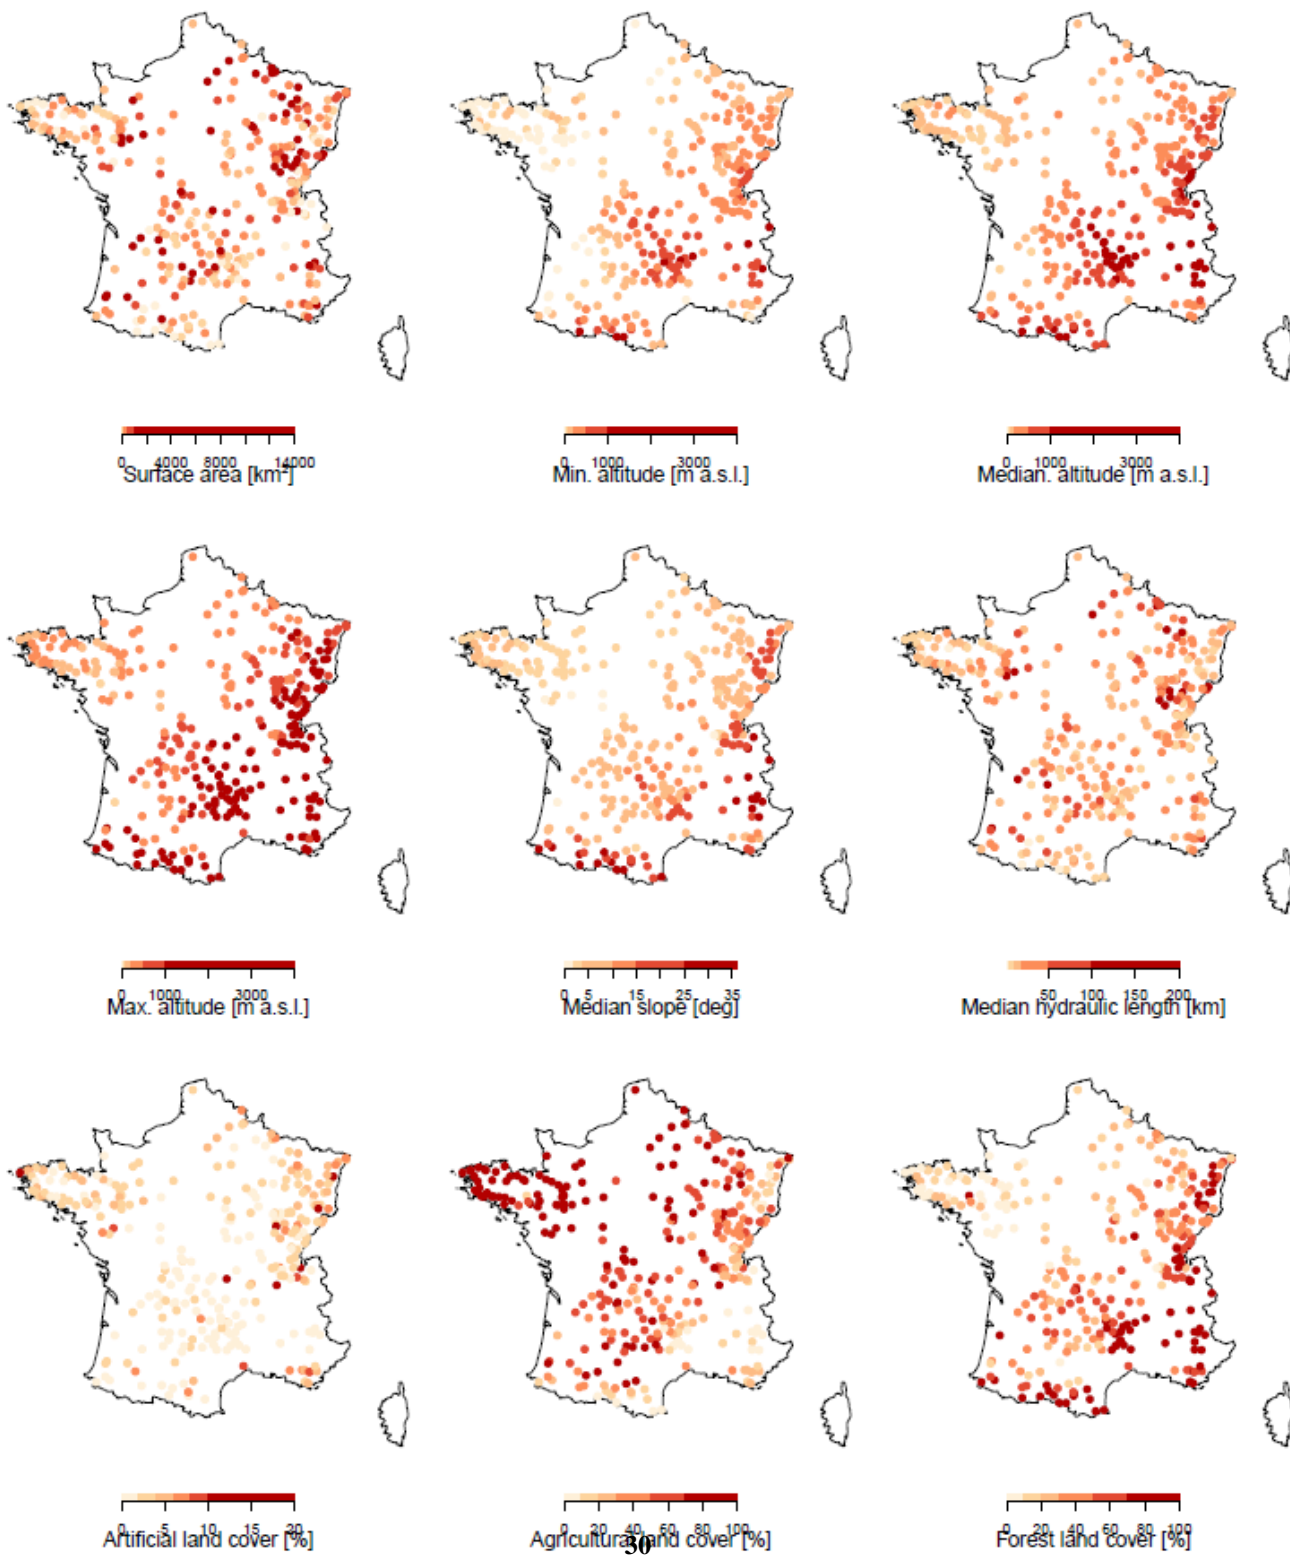 0 4000 8000 14000
Surface area [km²]
0 1000 3000
Min. altitude [m a.s.l.]
0 1000 3000
Median. altitude [m a.s.l.]
0 1000 3000
Max. altitude [m a.s.l.]
0 5 15 25 35
Median slope [deg]
50 100 150 200
Median hydraulic length [km]
0 5 10 15 20
Artificial land cover [%]
0 20 40 60 80 100
Agricultural land cover [%]
0 20 40 60 80 100
Forest land cover [%]
30